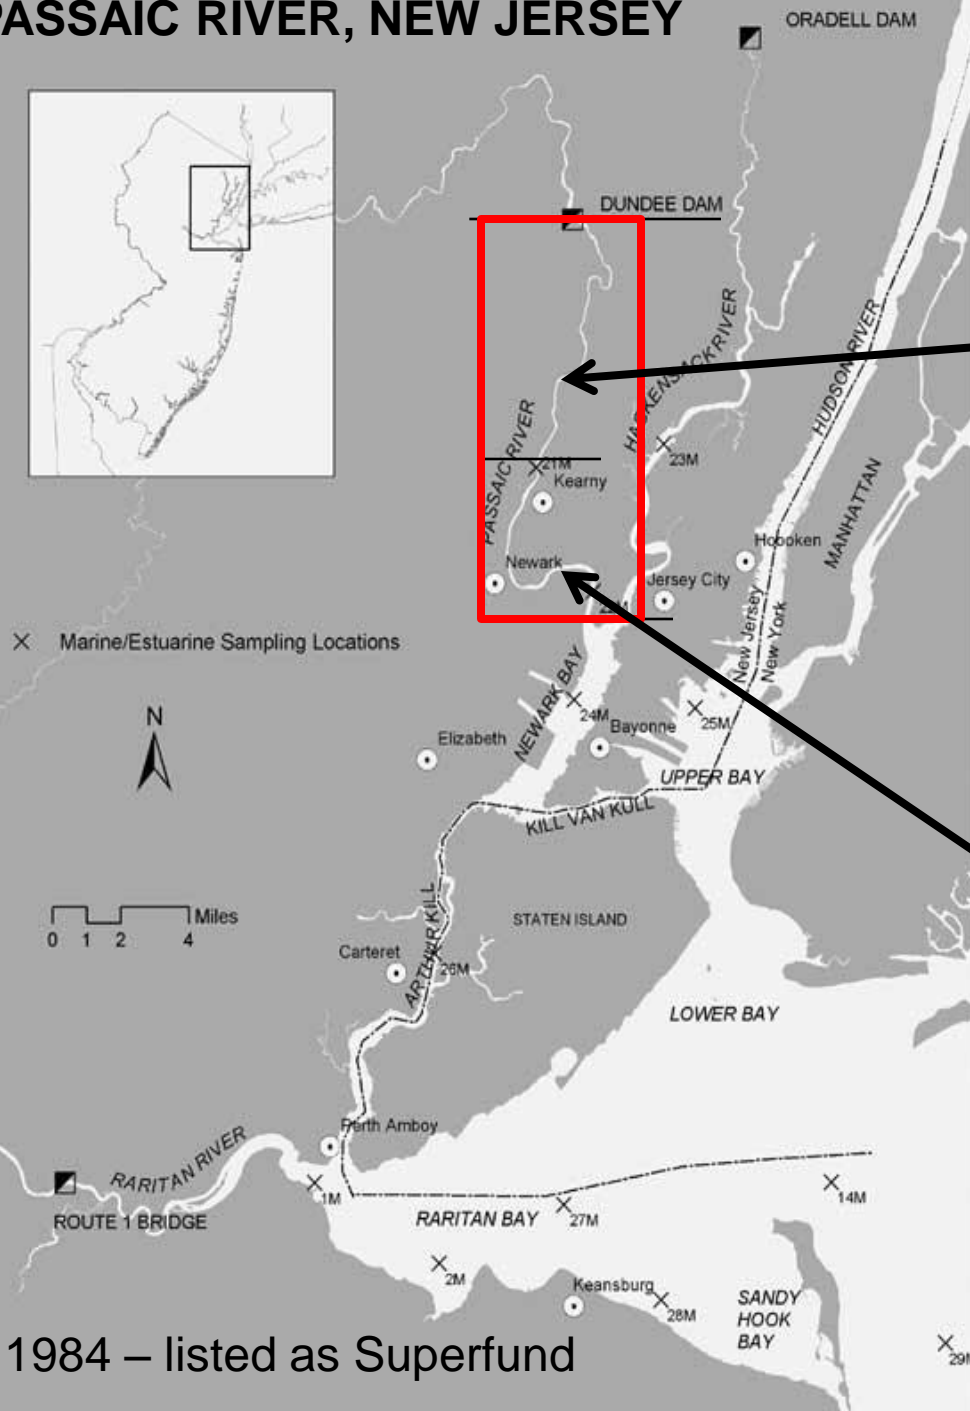 PASSAIC RIVER, NEW JERSEY
ORADELL DAM
DUNDEE DAM
HACKENSACK RIVER
HUDSON RIVER
PASSAIC RIVER
21M
23M
Kearny
MANHATTAN
Hoboken
Newark
Jersey City
22M
New Jersey
New York
Marine/Estuarine Sampling Locations
NEWARK BAY
24M
25M
N
Bayonne
Elizabeth
UPPER BAY
KILL VAN KULL
Miles
0 1 2 4
ARTHUR KILL
STATEN ISLAND
Carteret
26M
LOWER BAY
Perth Amboy
RARITAN RIVER
1M
14M
ROUTE 1 BRIDGE
RARITAN BAY
27M
2M
Keansburg
28M
SANDY
HOOK
BAY
29M
1984 – listed as Superfund